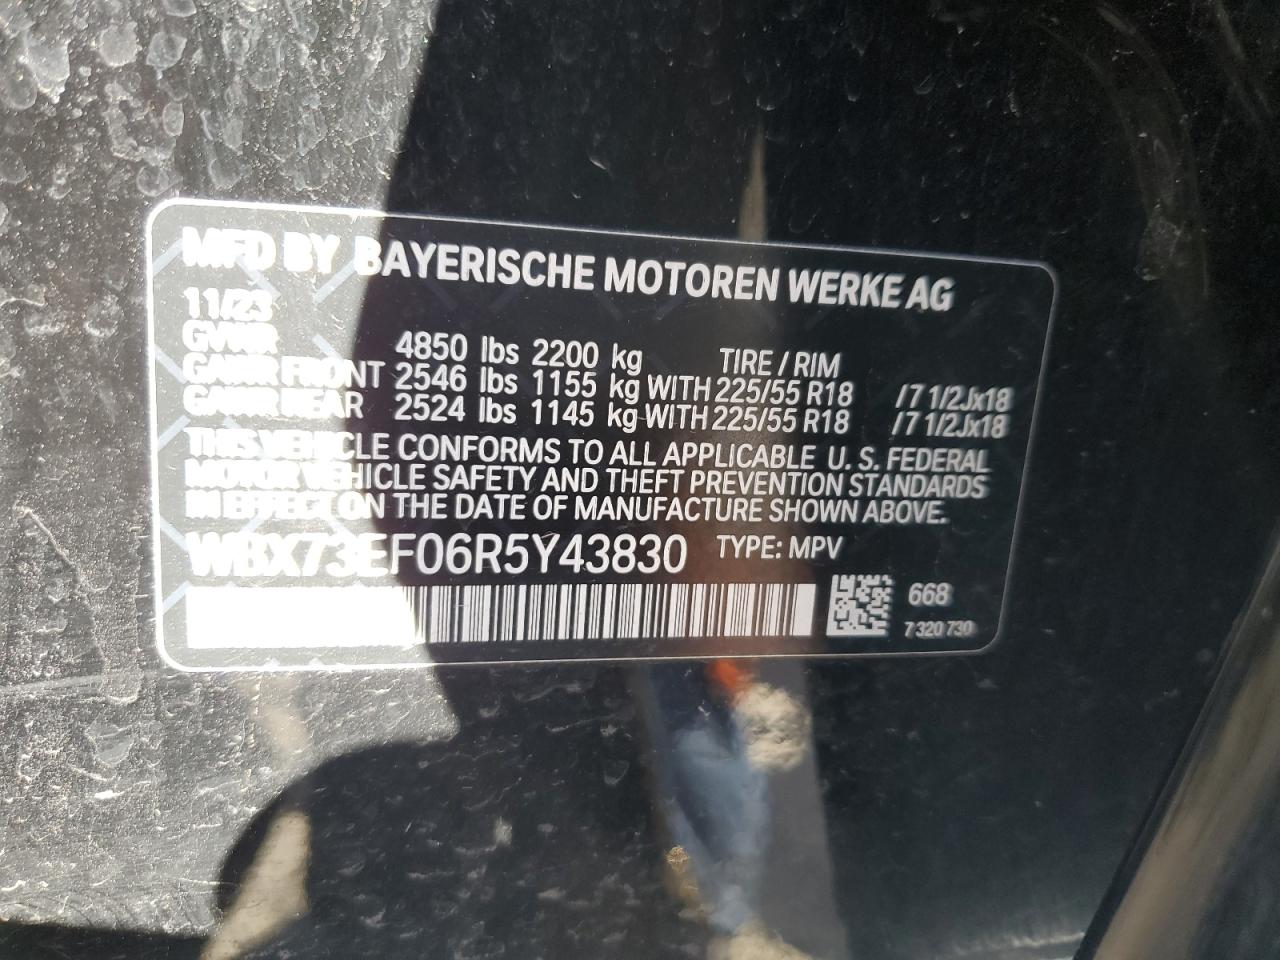 MFD BY BAYERISCHE MOTOREN WERKE AG
11/23
GVWR 4850 lbs 2200 kg TIRE / RIM
GAWR FRONT 2546 lbs 1155 kg WITH 225/55 R18 /7 1/2Jx18
GAWR REAR 2524 lbs 1145 kg WITH 225/55 R18 /7 1/2Jx18
THIS VEHICLE CONFORMS TO ALL APPLICABLE U. S. FEDERAL
MOTOR VEHICLE SAFETY AND THEFT PREVENTION STANDARDS
IN EFFECT ON THE DATE OF MANUFACTURE SHOWN ABOVE.
WBX73EF06R5Y43830 TYPE: MPV
668
7 320 730